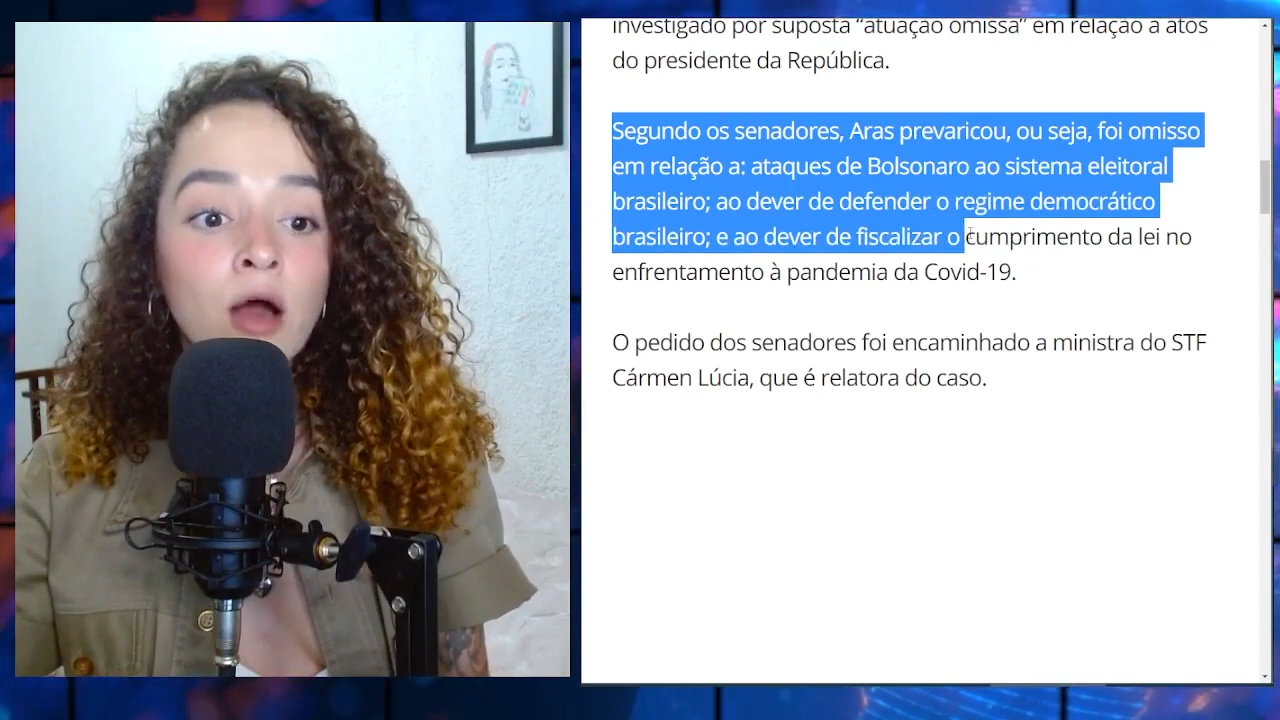 investigado por suposta “atuação omissa” em relação a atos
do presidente da República.
Segundo os senadores, Aras prevaricou, ou seja, foi omisso
em relação a: ataques de Bolsonaro ao sistema eleitoral
brasileiro; ao dever de defender o regime democrático
brasileiro; e ao dever de fiscalizar o cumprimento da lei no
enfrentamento à pandemia da Covid-19.
O pedido dos senadores foi encaminhado a ministra do STF
Cármen Lúcia, que é relatora do caso.